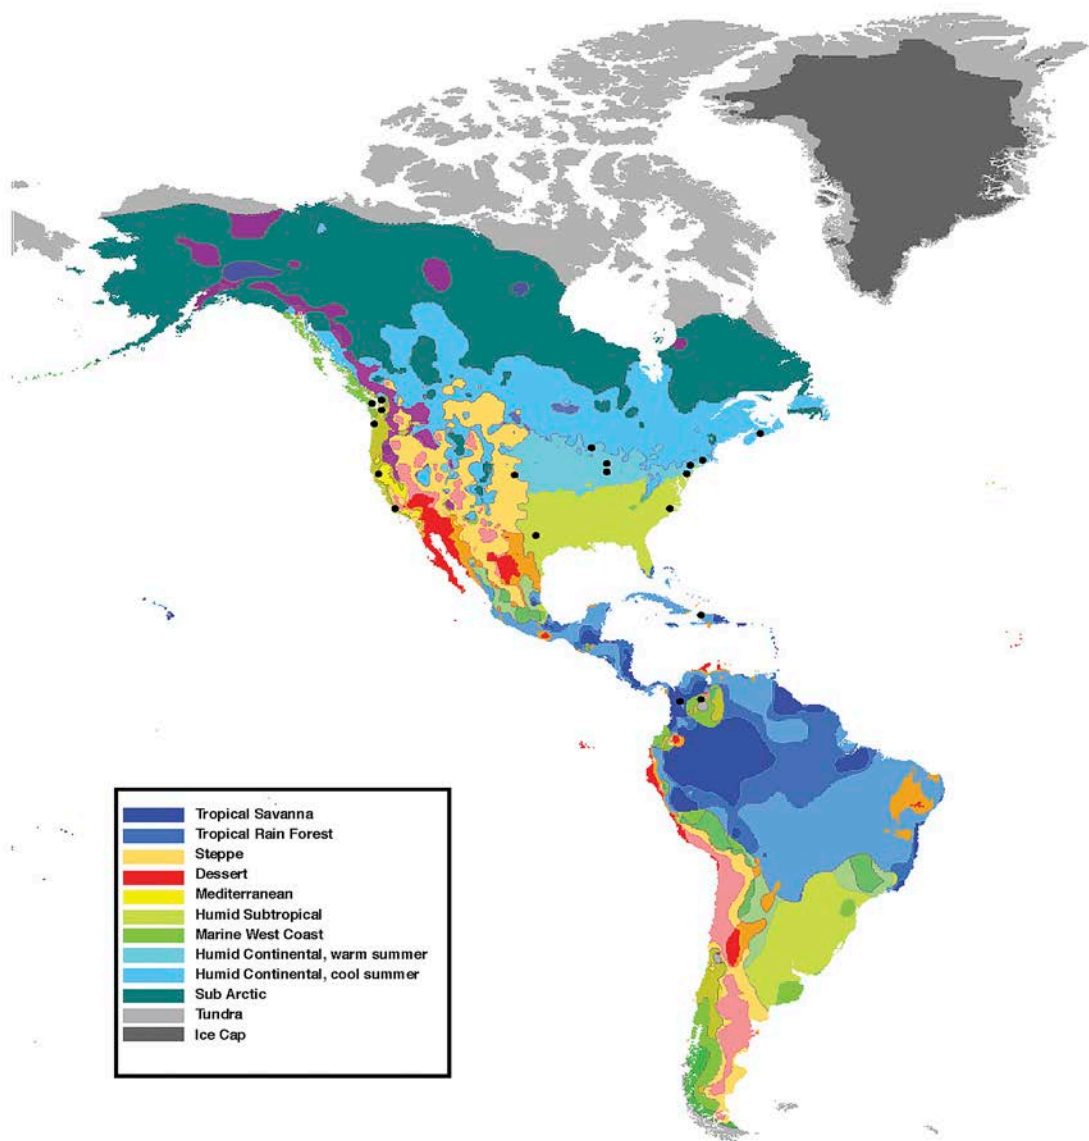 Tropical Savanna
Tropical Rain Forest
Steppe
Dessert
Mediterranean
Humid Subtropical
Marine West Coast
Humid Continental, warm summer
Humid Continental, cool summer
Sub Arctic
Tundra
Ice Cap